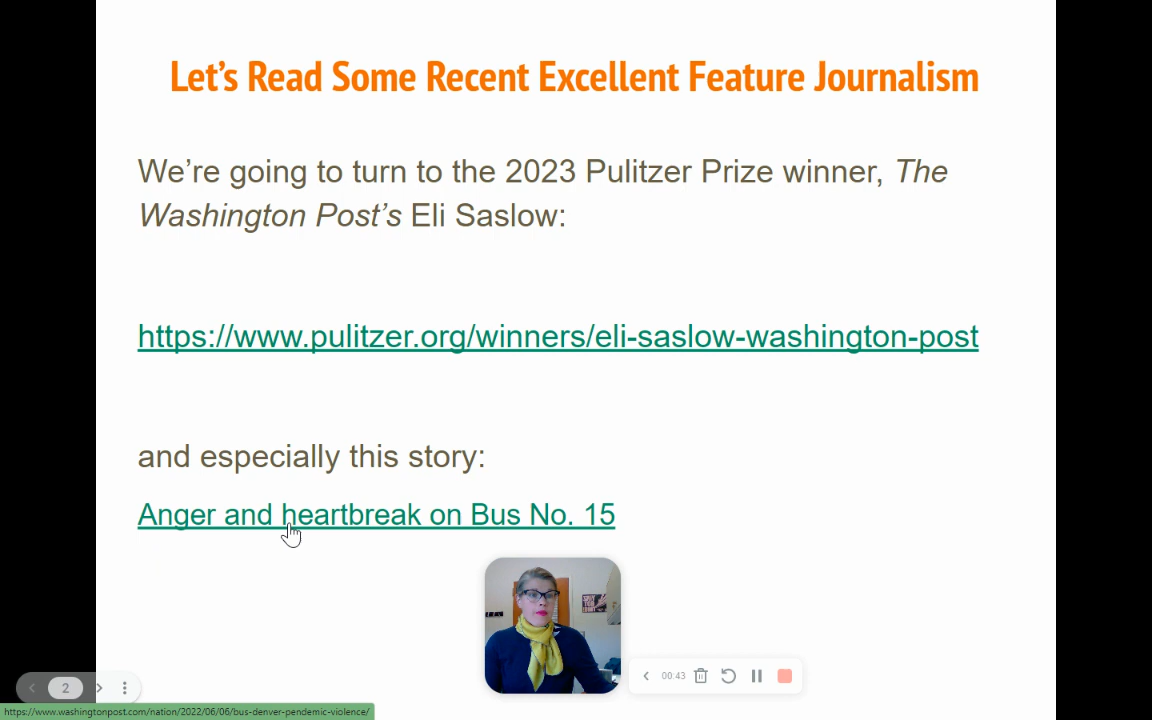 Let's Read Some Recent Excellent Feature Journalism
We're going to turn to the 2023 Pulitzer Prize winner, The
Washington Post's Eli Saslow:
https://www.pulitzer.org/winners/eli-saslow-washington-post
and especially this story:
Anger and heartbreak on Bus No. 15
00:43
2
https://www.washingtonpost.com/nation/2022/06/06/bus-denver-pendemic-violence/